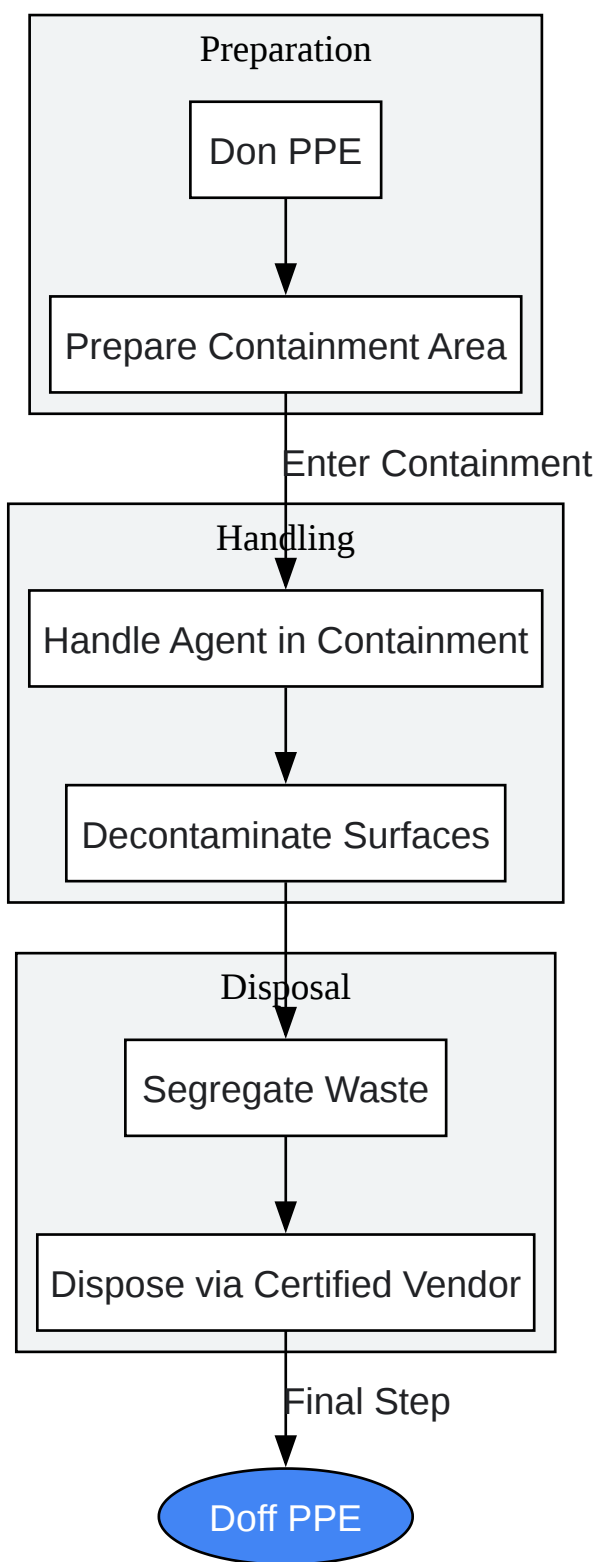 Preparation
Don PPE
Prepare Containment Area
Enter Containment
Handling
Handle Agent in Containment
Decontaminate Surfaces
Disposal
Segregate Waste
Dispose via Certified Vendor
Final Step
Doff PPE